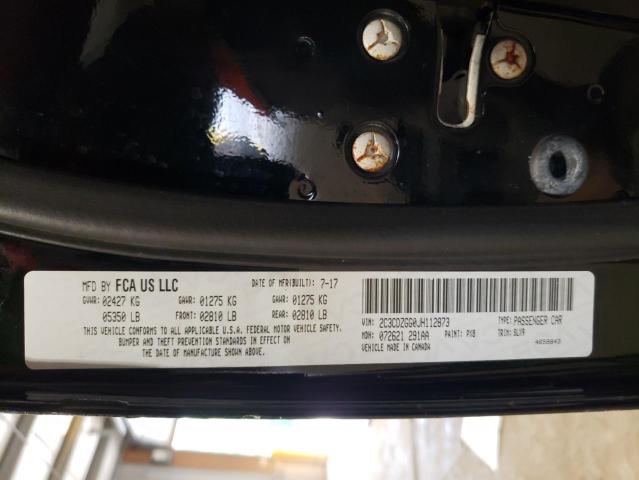 MFD BY FCA US LLC DATE OF MFR(BUILT): 7-17
GVWR: 02427 KG GAWR: 01275 KG GAWR: 01275 KG
05350 LB FRONT: 02810 LB REAR: 02810 LB
THIS VEHICLE CONFORMS TO ALL APPLICABLE U.S.A. FEDERAL MOTOR VEHICLE SAFETY,
BUMPER AND THEFT PREVENTION STANDARDS IN EFFECT ON
THE DATE OF MANUFACTURE SHOWN ABOVE.
VIN: 2C3CDZGG0JH112873 TYPE: PASSENGER CAR
MDH: 072621 291AA PAINT: PX8 TRIM: BLX9
VEHICLE MADE IN CANADA